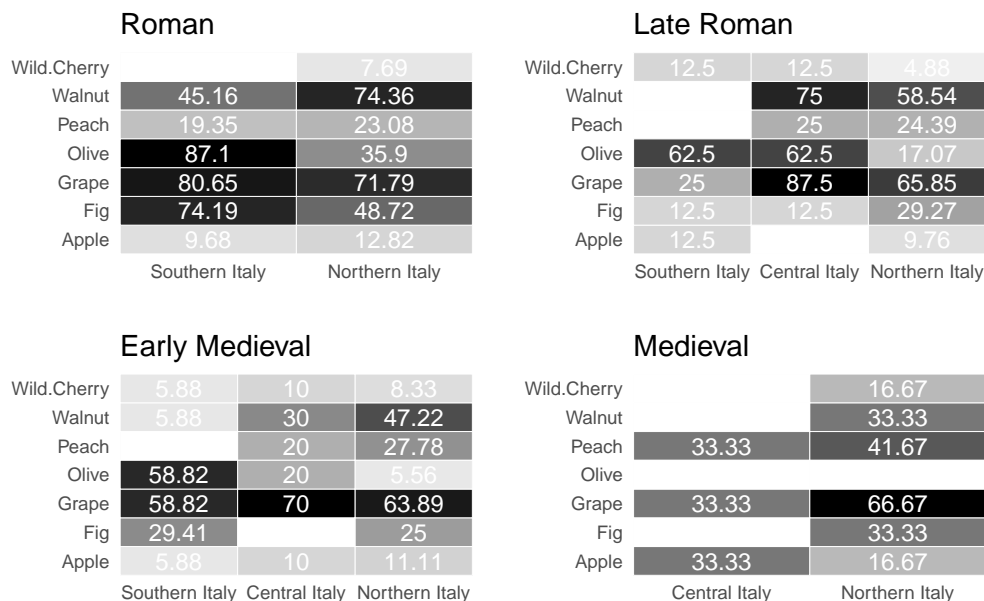 Roman
Wild.Cherry 7.69
Walnut 45.16 74.36
Peach 19.35 23.08
Olive 87.1 35.9
Grape 80.65 71.79
Fig 74.19 48.72
Apple 9.68 12.82
Southern Italy Northern Italy
Late Roman
Wild.Cherry 12.5 12.5 4.88
Walnut 75 58.54
Peach 25 24.39
Olive 62.5 62.5 17.07
Grape 25 87.5 65.85
Fig 12.5 12.5 29.27
Apple 12.5 9.76
Southern Italy Central Italy Northern Italy
Early Medieval
Wild.Cherry 5.88 10 8.33
Walnut 5.88 30 47.22
Peach 20 27.78
Olive 58.82 20 5.56
Grape 58.82 70 63.89
Fig 29.41 25
Apple 5.88 10 11.11
Southern Italy Central Italy Northern Italy
Medieval
Wild.Cherry 16.67
Walnut 33.33
Peach 33.33 41.67
Olive
Grape 33.33 66.67
Fig 33.33
Apple 33.33 16.67
Central Italy Northern Italy